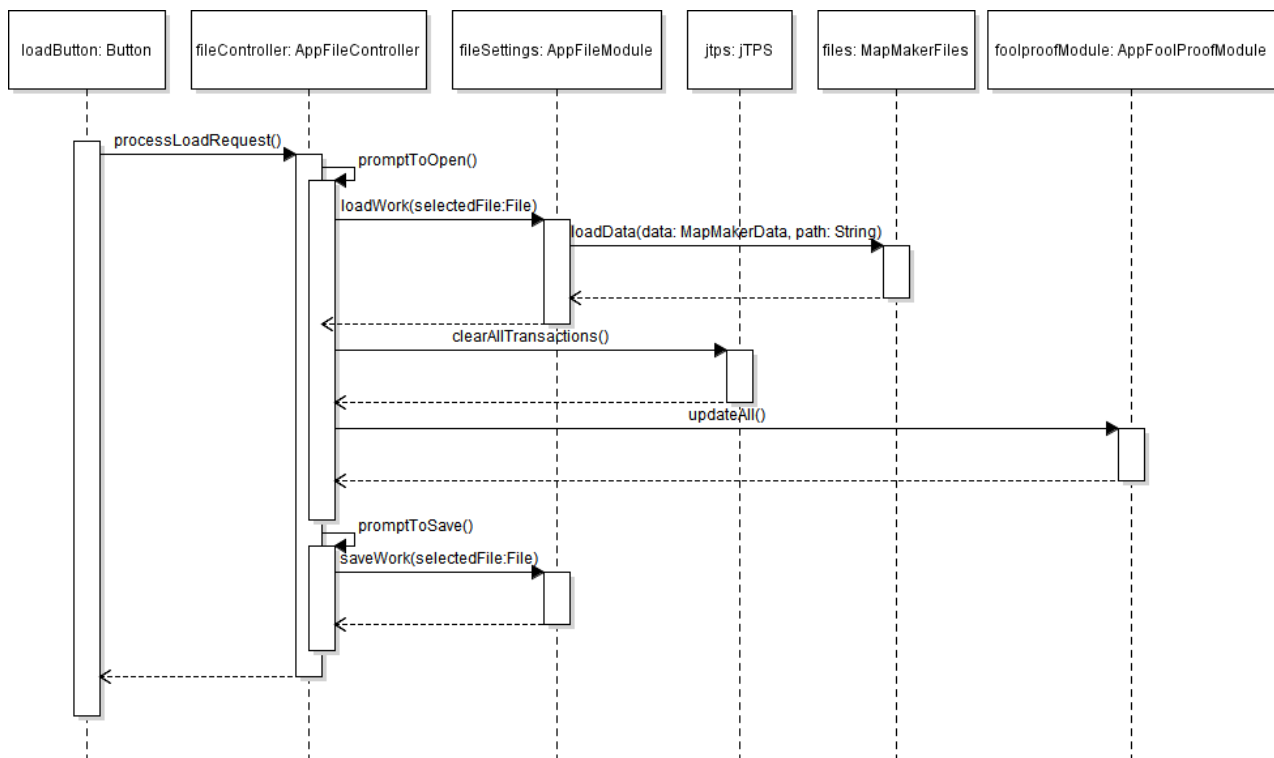 loadButton: Button
fileController: AppFileController
fileSettings: AppFileModule
jtps: jTPS
files: MapMakerFiles
foolproofModule: AppFoolProofModule
processLoadRequest()
promptToOpen()
loadWork(selectedFile:File)
loadData(data: MapMakerData, path: String)
clearAllTransactions()
updateAll()
promptToSave()
saveWork(selectedFile:File)